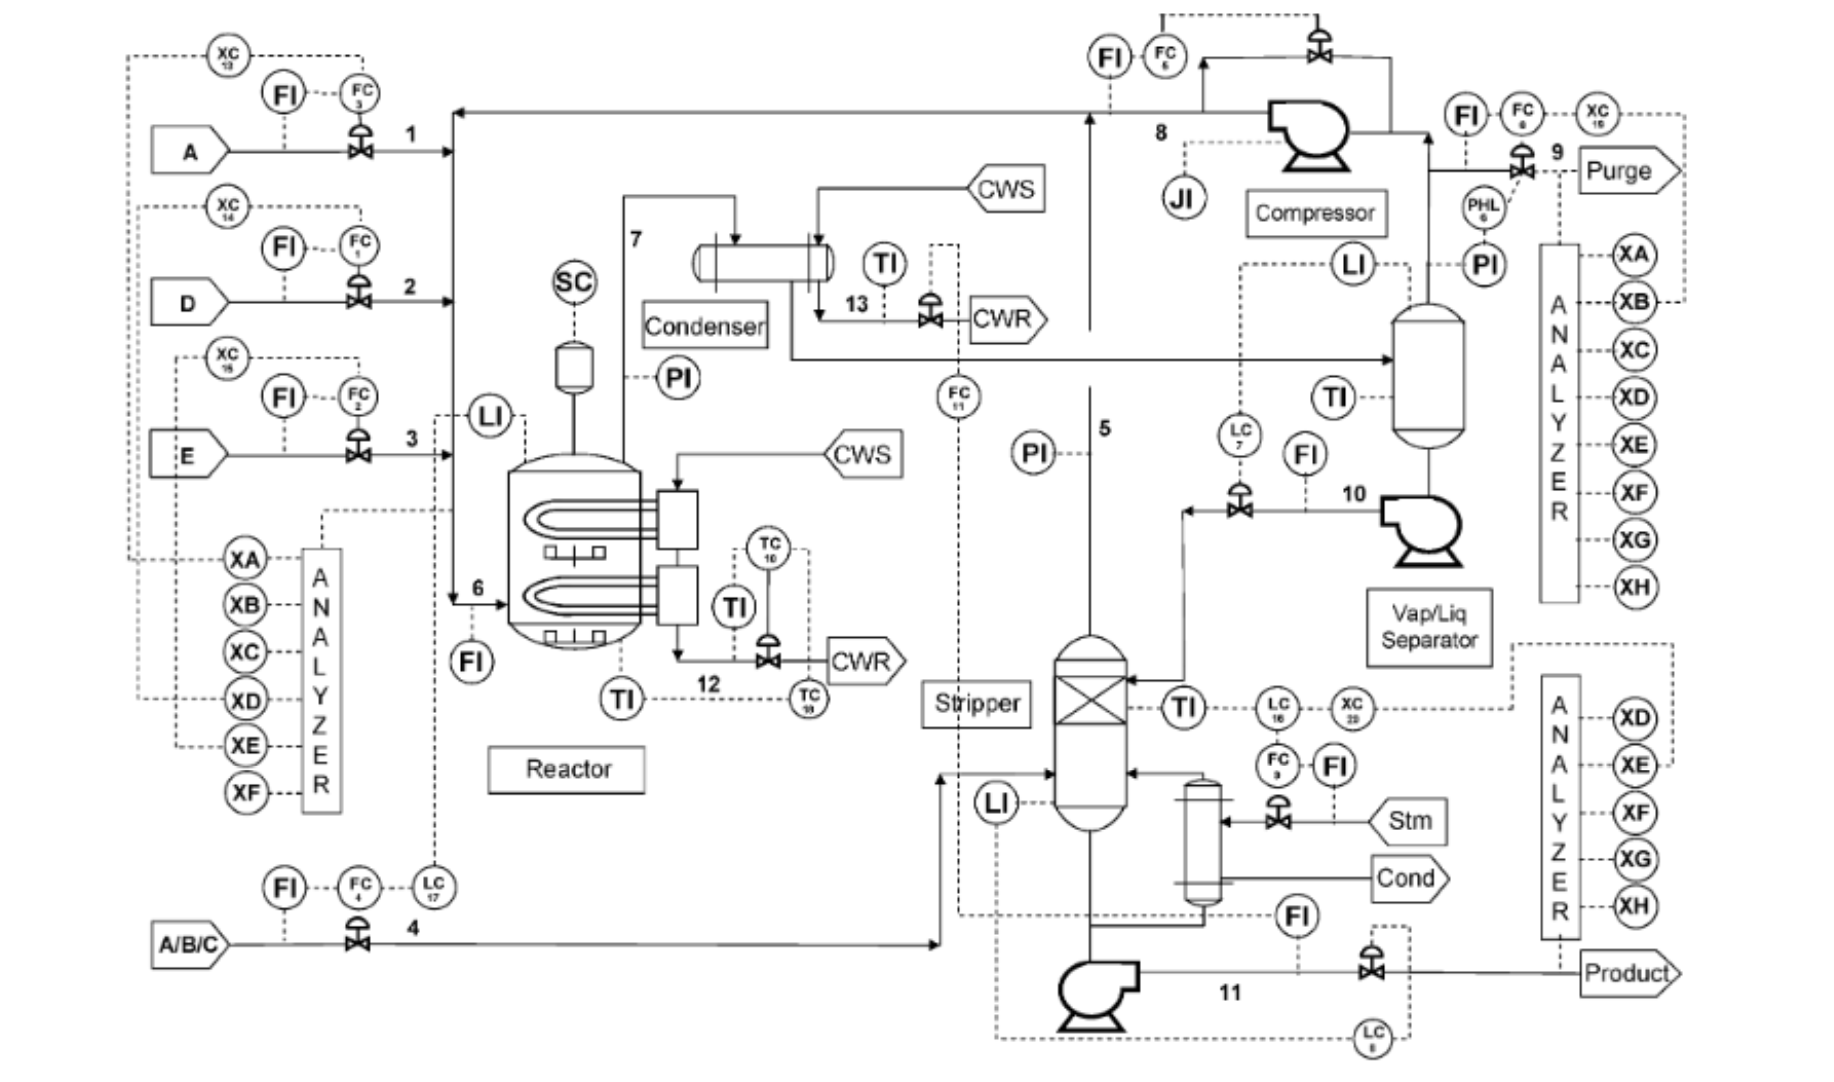 XC 13
FI
FC 3
A
1
XC 14
FI
FC 1
D
2
XC 15
FI
FC 2
E
3
FI
FC 5
8
JI
Compressor
FI
XC 19
FC
9
Purge
PHL 6
PI
LI
CWS
7
TI
13
CWR
Condenser
SC
PI
FC 11
LI
CWS
TC
TI
CWR
12
TI
TC 18
6
FI
Reactor
XA
XB
XC
XD
XE
XF
ANALYZER
FI
FC 4
LC 17
A/B/C
4
5
PI
TI
LC 7
FI
10
Vap/Liq
Separator
ANALYZER
XA
XB
XC
XD
XE
XF
XG
XH
Stripper
TI
LC 16
XC 20
FC 9
FI
LI
Stm
Cond
FI
11
LC
ANALYZER
XD
XE
XF
XG
XH
Product